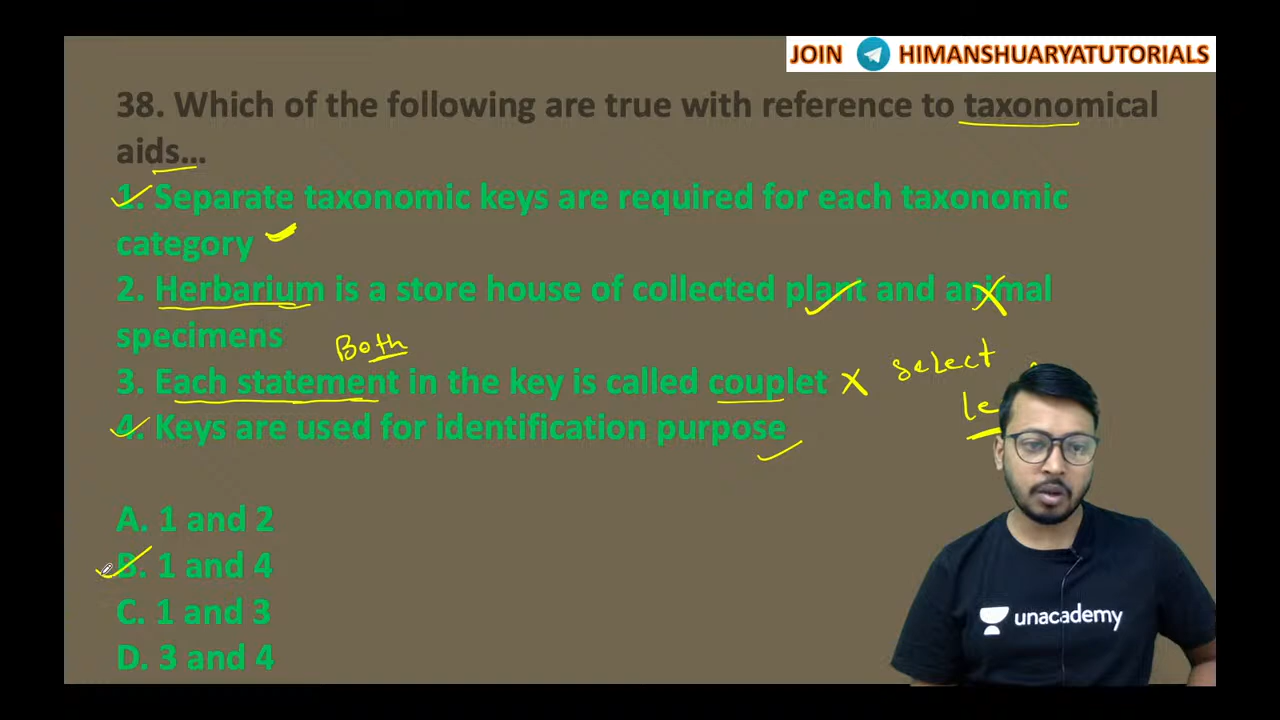 JOIN HIMANSHUARYATUTORIALS
38. Which of the following are true with reference to taxonomical
aids...
1. Separate taxonomic keys are required for each taxonomic
category
2. Herbarium is a store house of collected plant and animal
specimens
Both
3. Each statement in the key is called couplet X select
4. Keys are used for identification purpose
A. 1 and 2
B. 1 and 4
C. 1 and 3
D. 3 and 4
unacademy